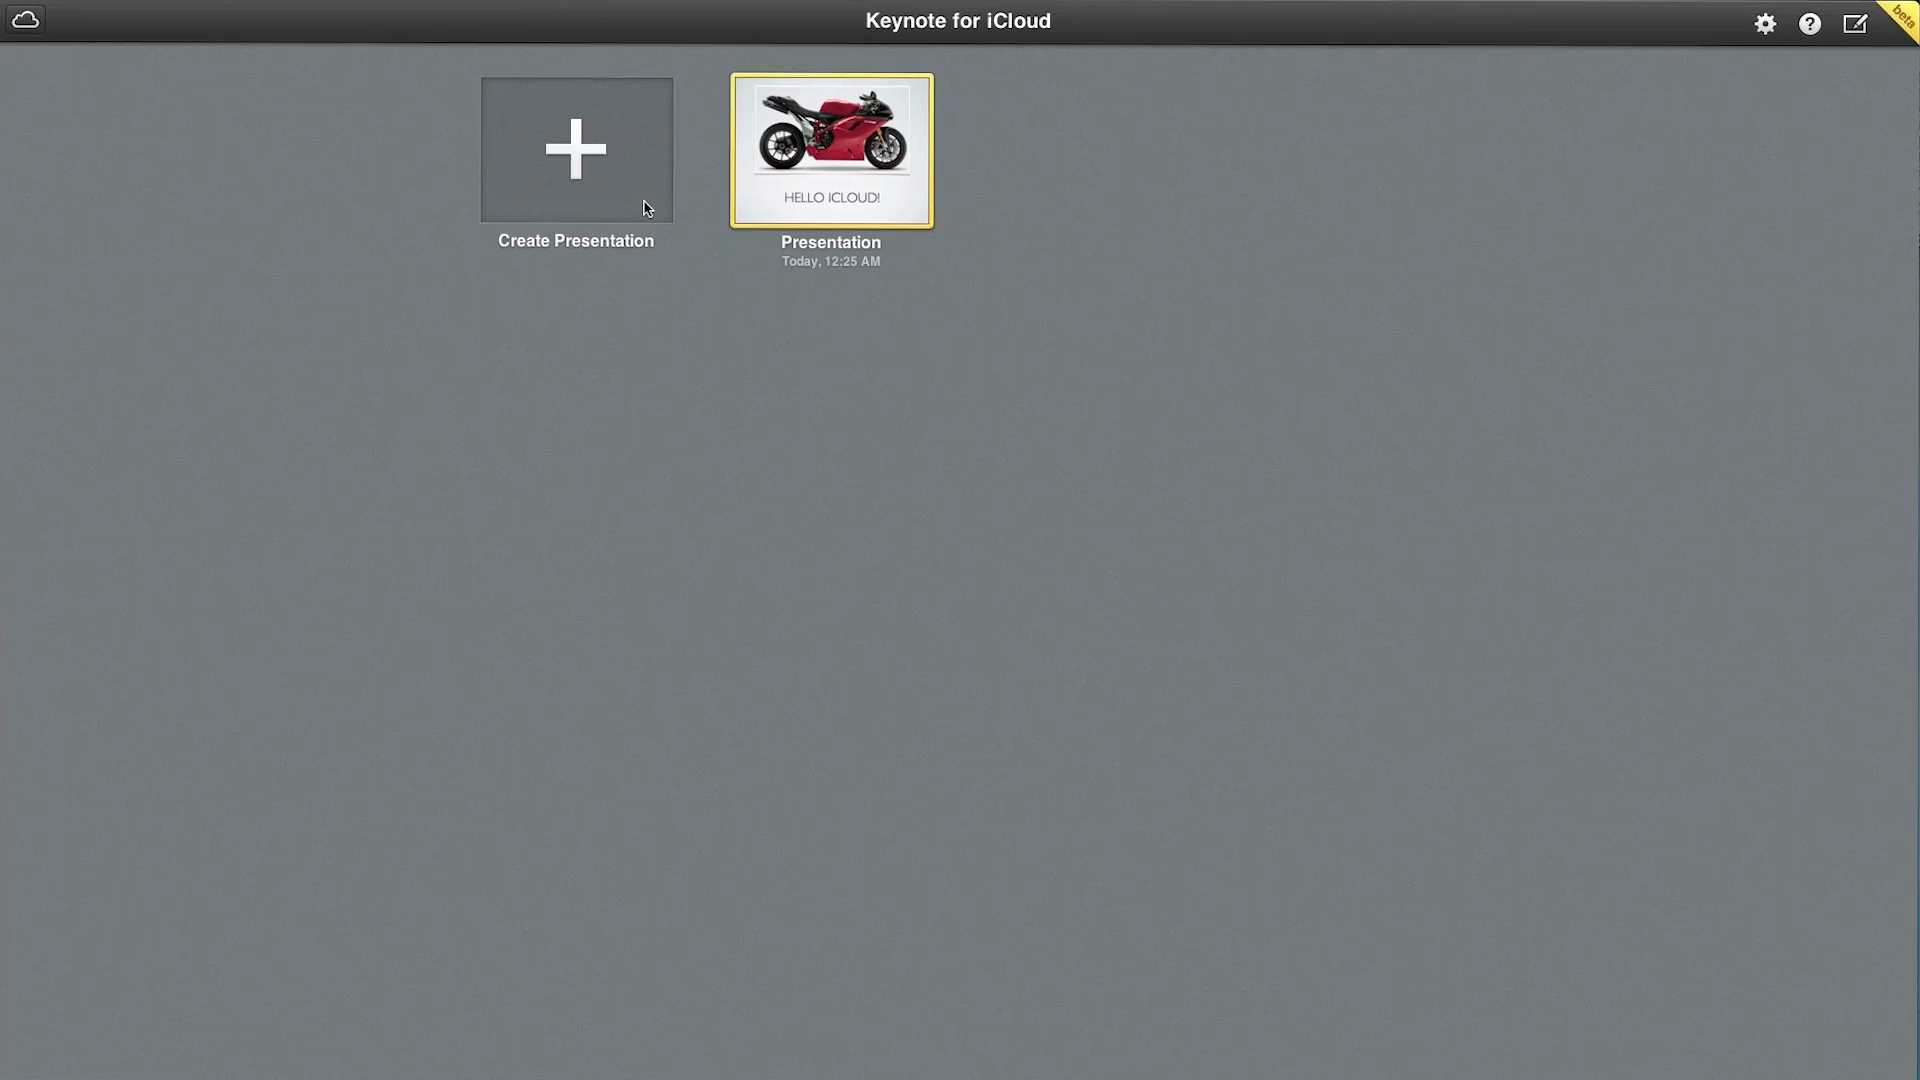 Keynote for iCloud
beta
HELLO ICLOUD!
Create Presentation
Presentation
Today, 12:25 AM